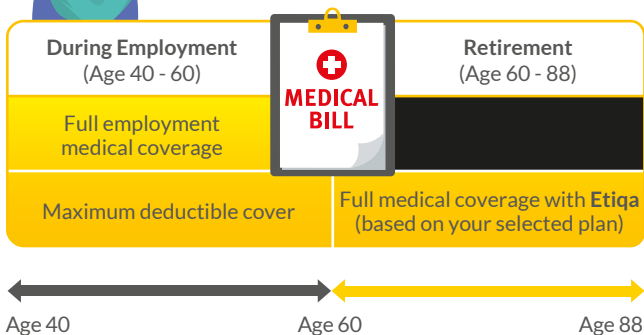 During Employment
(Age 40 - 60)
MEDICAL
BILL
Retirement
(Age 60 - 88)
Full employment
medical coverage
Maximum deductible cover
Full medical coverage with Etiqa
(based on your selected plan)
Age 40
Age 60
Age 88